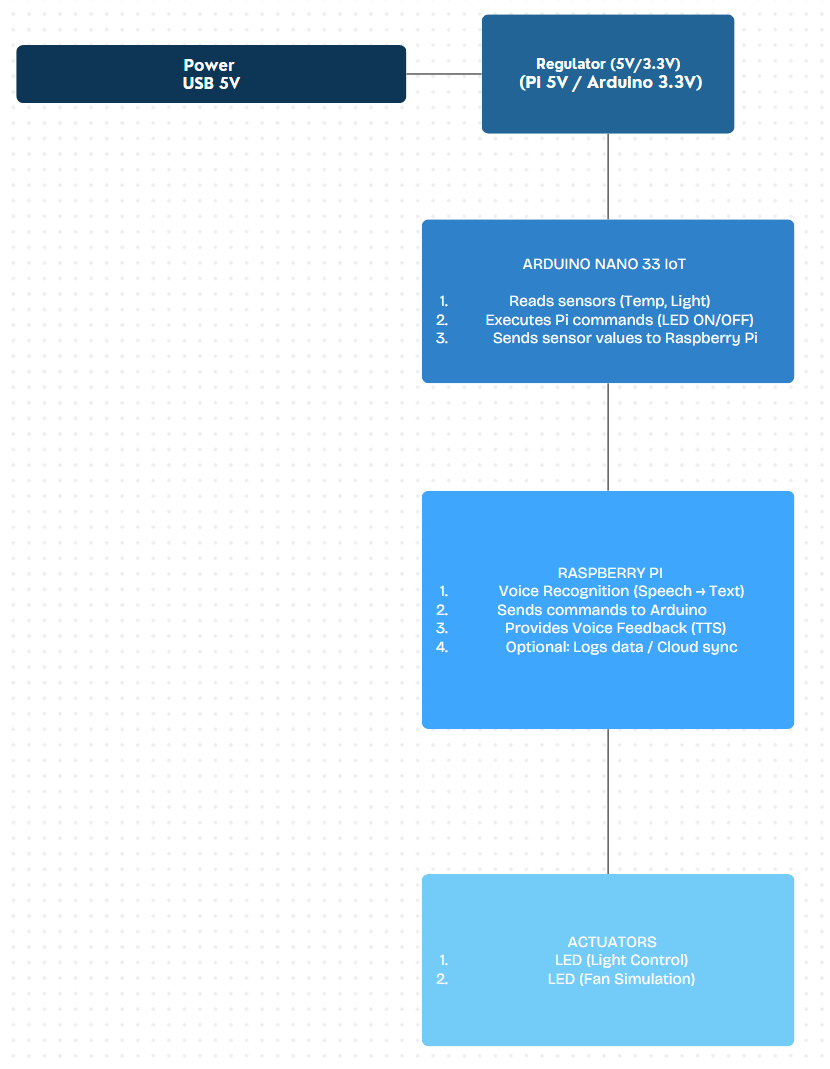 Power
USB 5V
Regulator (5V/3.3V)
(Pi 5V / Arduino 3.3V)
ARDUINO NANO 33 IoT
1. Reads sensors (Temp, Light)
2. Executes Pi commands (LED ON/OFF)
3. Sends sensor values to Raspberry Pi
RASPBERRY PI
1. Voice Recognition (Speech → Text)
2. Sends commands to Arduino
3. Provides Voice Feedback (TTS)
4. Optional: Logs data / Cloud sync
ACTUATORS
1. LED (Light Control)
2. LED (Fan Simulation)